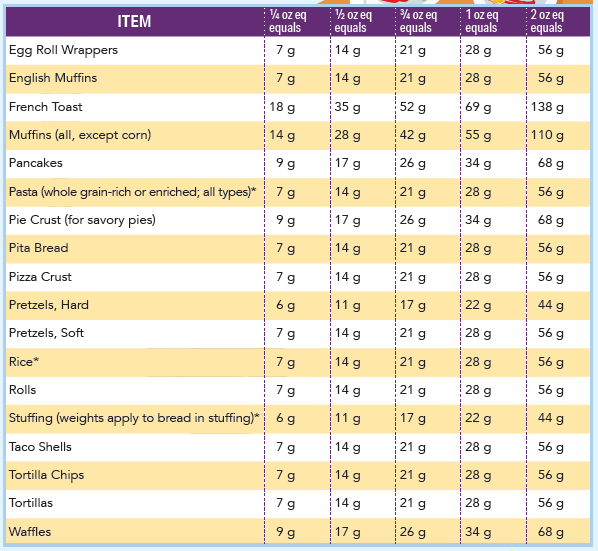 ITEM ¼ oz eq equals ½ oz eq equals ¾ oz eq equals 1 oz eq equals 2 oz eq equals
Egg Roll Wrappers 7 g 14 g 21 g 28 g 56 g
English Muffins 7 g 14 g 21 g 28 g 56 g
French Toast 18 g 35 g 52 g 69 g 138 g
Muffins (all, except corn) 14 g 28 g 42 g 55 g 110 g
Pancakes 9 g 17 g 26 g 34 g 68 g
Pasta (whole grain-rich or enriched; all types)* 7 g 14 g 21 g 28 g 56 g
Pie Crust (for savory pies) 9 g 17 g 26 g 34 g 68 g
Pita Bread 7 g 14 g 21 g 28 g 56 g
Pizza Crust 7 g 14 g 21 g 28 g 56 g
Pretzels, Hard 6 g 11 g 17 g 22 g 44 g
Pretzels, Soft 7 g 14 g 21 g 28 g 56 g
Rice* 7 g 14 g 21 g 28 g 56 g
Rolls 7 g 14 g 21 g 28 g 56 g
Stuffing (weights apply to bread in stuffing)* 6 g 11 g 17 g 22 g 44 g
Taco Shells 7 g 14 g 21 g 28 g 56 g
Tortilla Chips 7 g 14 g 21 g 28 g 56 g
Tortillas 7 g 14 g 21 g 28 g 56 g
Waffles 9 g 17 g 26 g 34 g 68 g